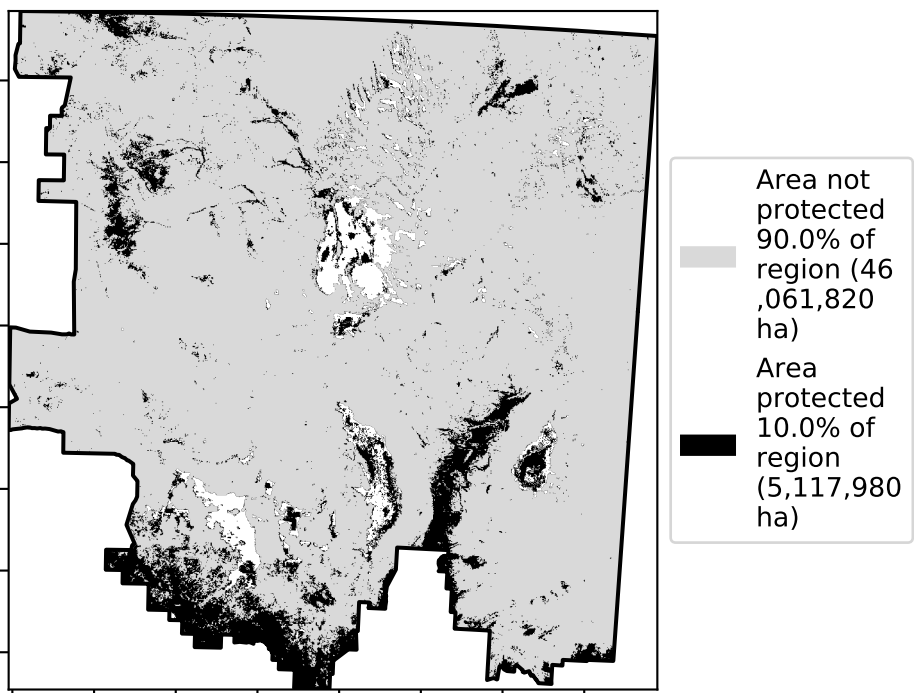 Area not
protected
90.0% of
region (46
,061,820
ha)
Area
protected
10.0% of
region
(5,117,980
ha)